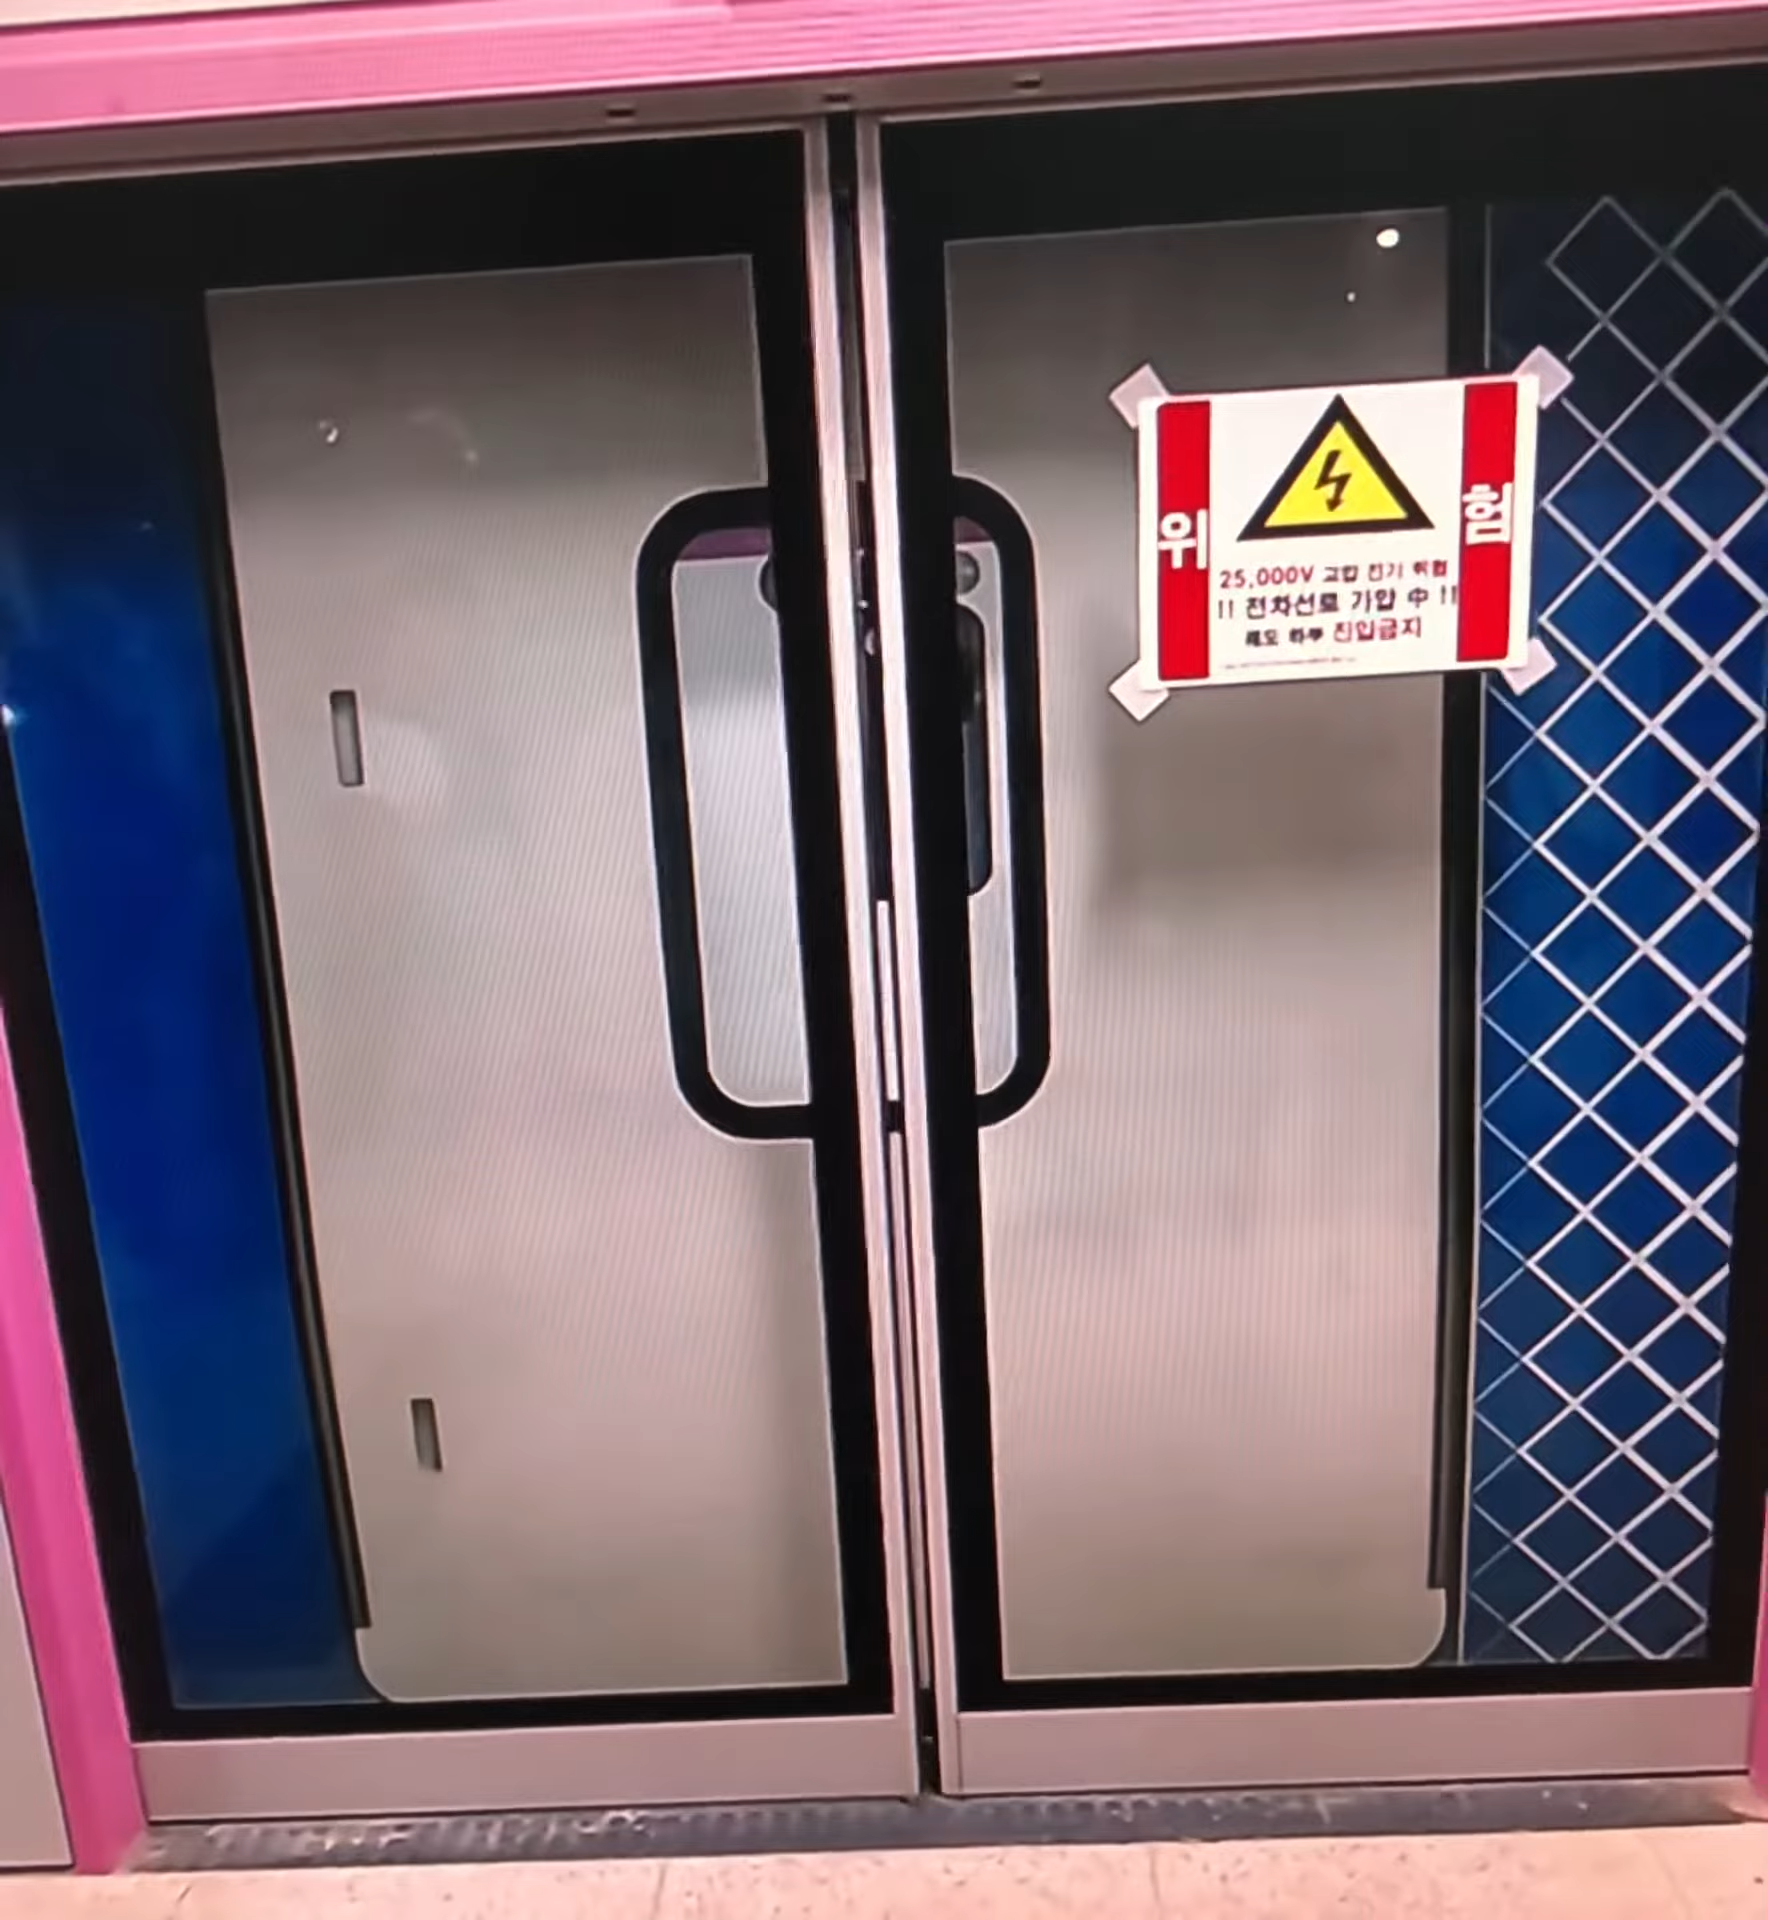 위 험
25,000V 고압 전기 위험
!! 전차선로 가압 中 !!
진입금지